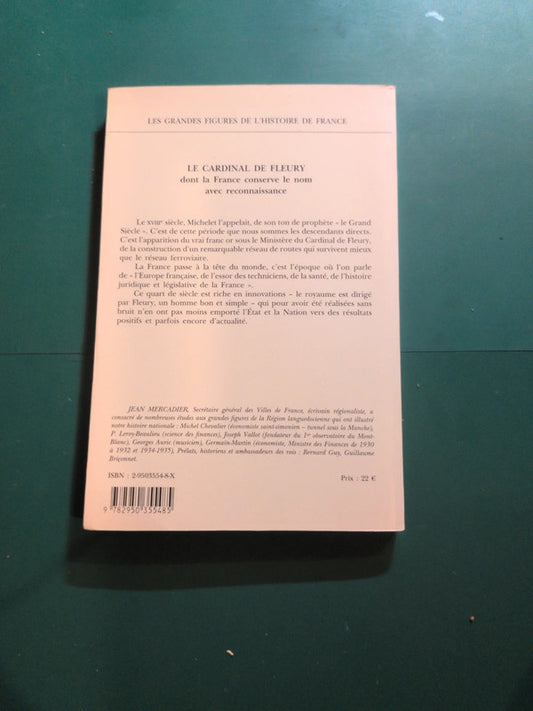 LES GRANDES FIGURES DE L'HISTOIRE DE FRANCE
LE CARDINAL DE FLEURY
dont la France conserve le nom
avec reconnaissance
Le XVIIIe siècle, Michelet l'appelait, de son ton de prophète « le Grand
Siècle ». C'est de cette période que nous sommes les descendants directs.
C'est l'apparition du vrai franc or sous le Ministère du Cardinal de Fleury,
de la construction d'un remarquable réseau de routes qui survivent mieux
que le réseau ferroviaire.
La France passe à la tête du monde, c'est l'époque où l'on parle
de « l'Europe française, de l'essor des techniciens, de la santé, de l'histoire
juridique et législative de la France ».
Ce quart de siècle est riche en innovations – le royaume est dirigé
par Fleury, un homme bon et simple – qui pour avoir été réalisées sans
bruit n'en ont pas moins emporté l'État et la Nation vers des résultats
positifs et parfois encore d'actualité.
JEAN MERCADIER, Secrétaire général des Villes de France, écrivain régionaliste, a
consacré de nombreuses études aux grandes figures de la Région languedocienne qui ont illustré
notre histoire nationale : Michel Chevalier (économiste saint-simonien – tunnel sous la Manche),
P. Leroy-Beaulieu (science des finances), Joseph Vallot (fondateur du 1er observatoire du Mont-
Blanc), Georges Auric (musicien), Germain-Martin (économiste, Ministre des Finances de 1930
à 1932 et 1934-1935), Prélats, historiens et ambassadeurs des rois : Bernard Guy, Guillaume
Briçonnet.
ISBN : 2-9503554-8-X
Prix : 22 €
9 782950 355485